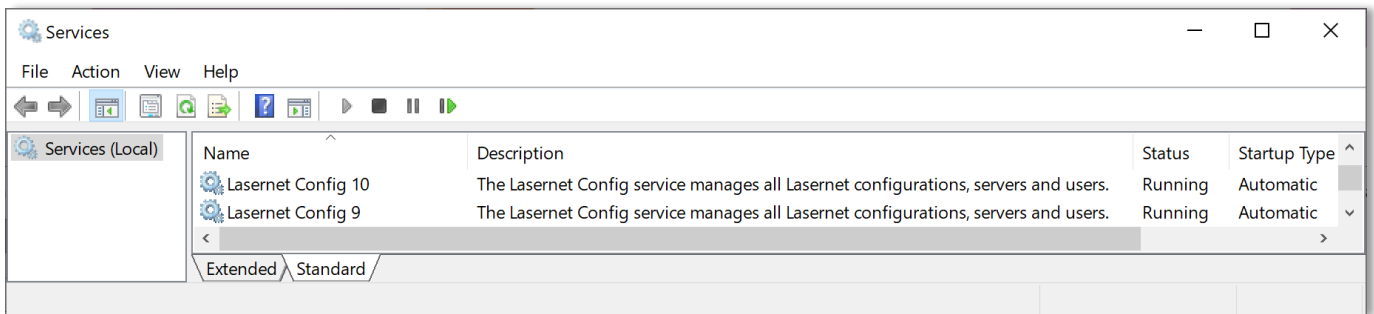 Services
File Action View Help
Services (Local)
Name Description Status Startup Type
Lasernet Config 10 The Lasernet Config service manages all Lasernet configurations, servers and users. Running Automatic
Lasernet Config 9 The Lasernet Config service manages all Lasernet configurations, servers and users. Running Automatic
Extended Standard